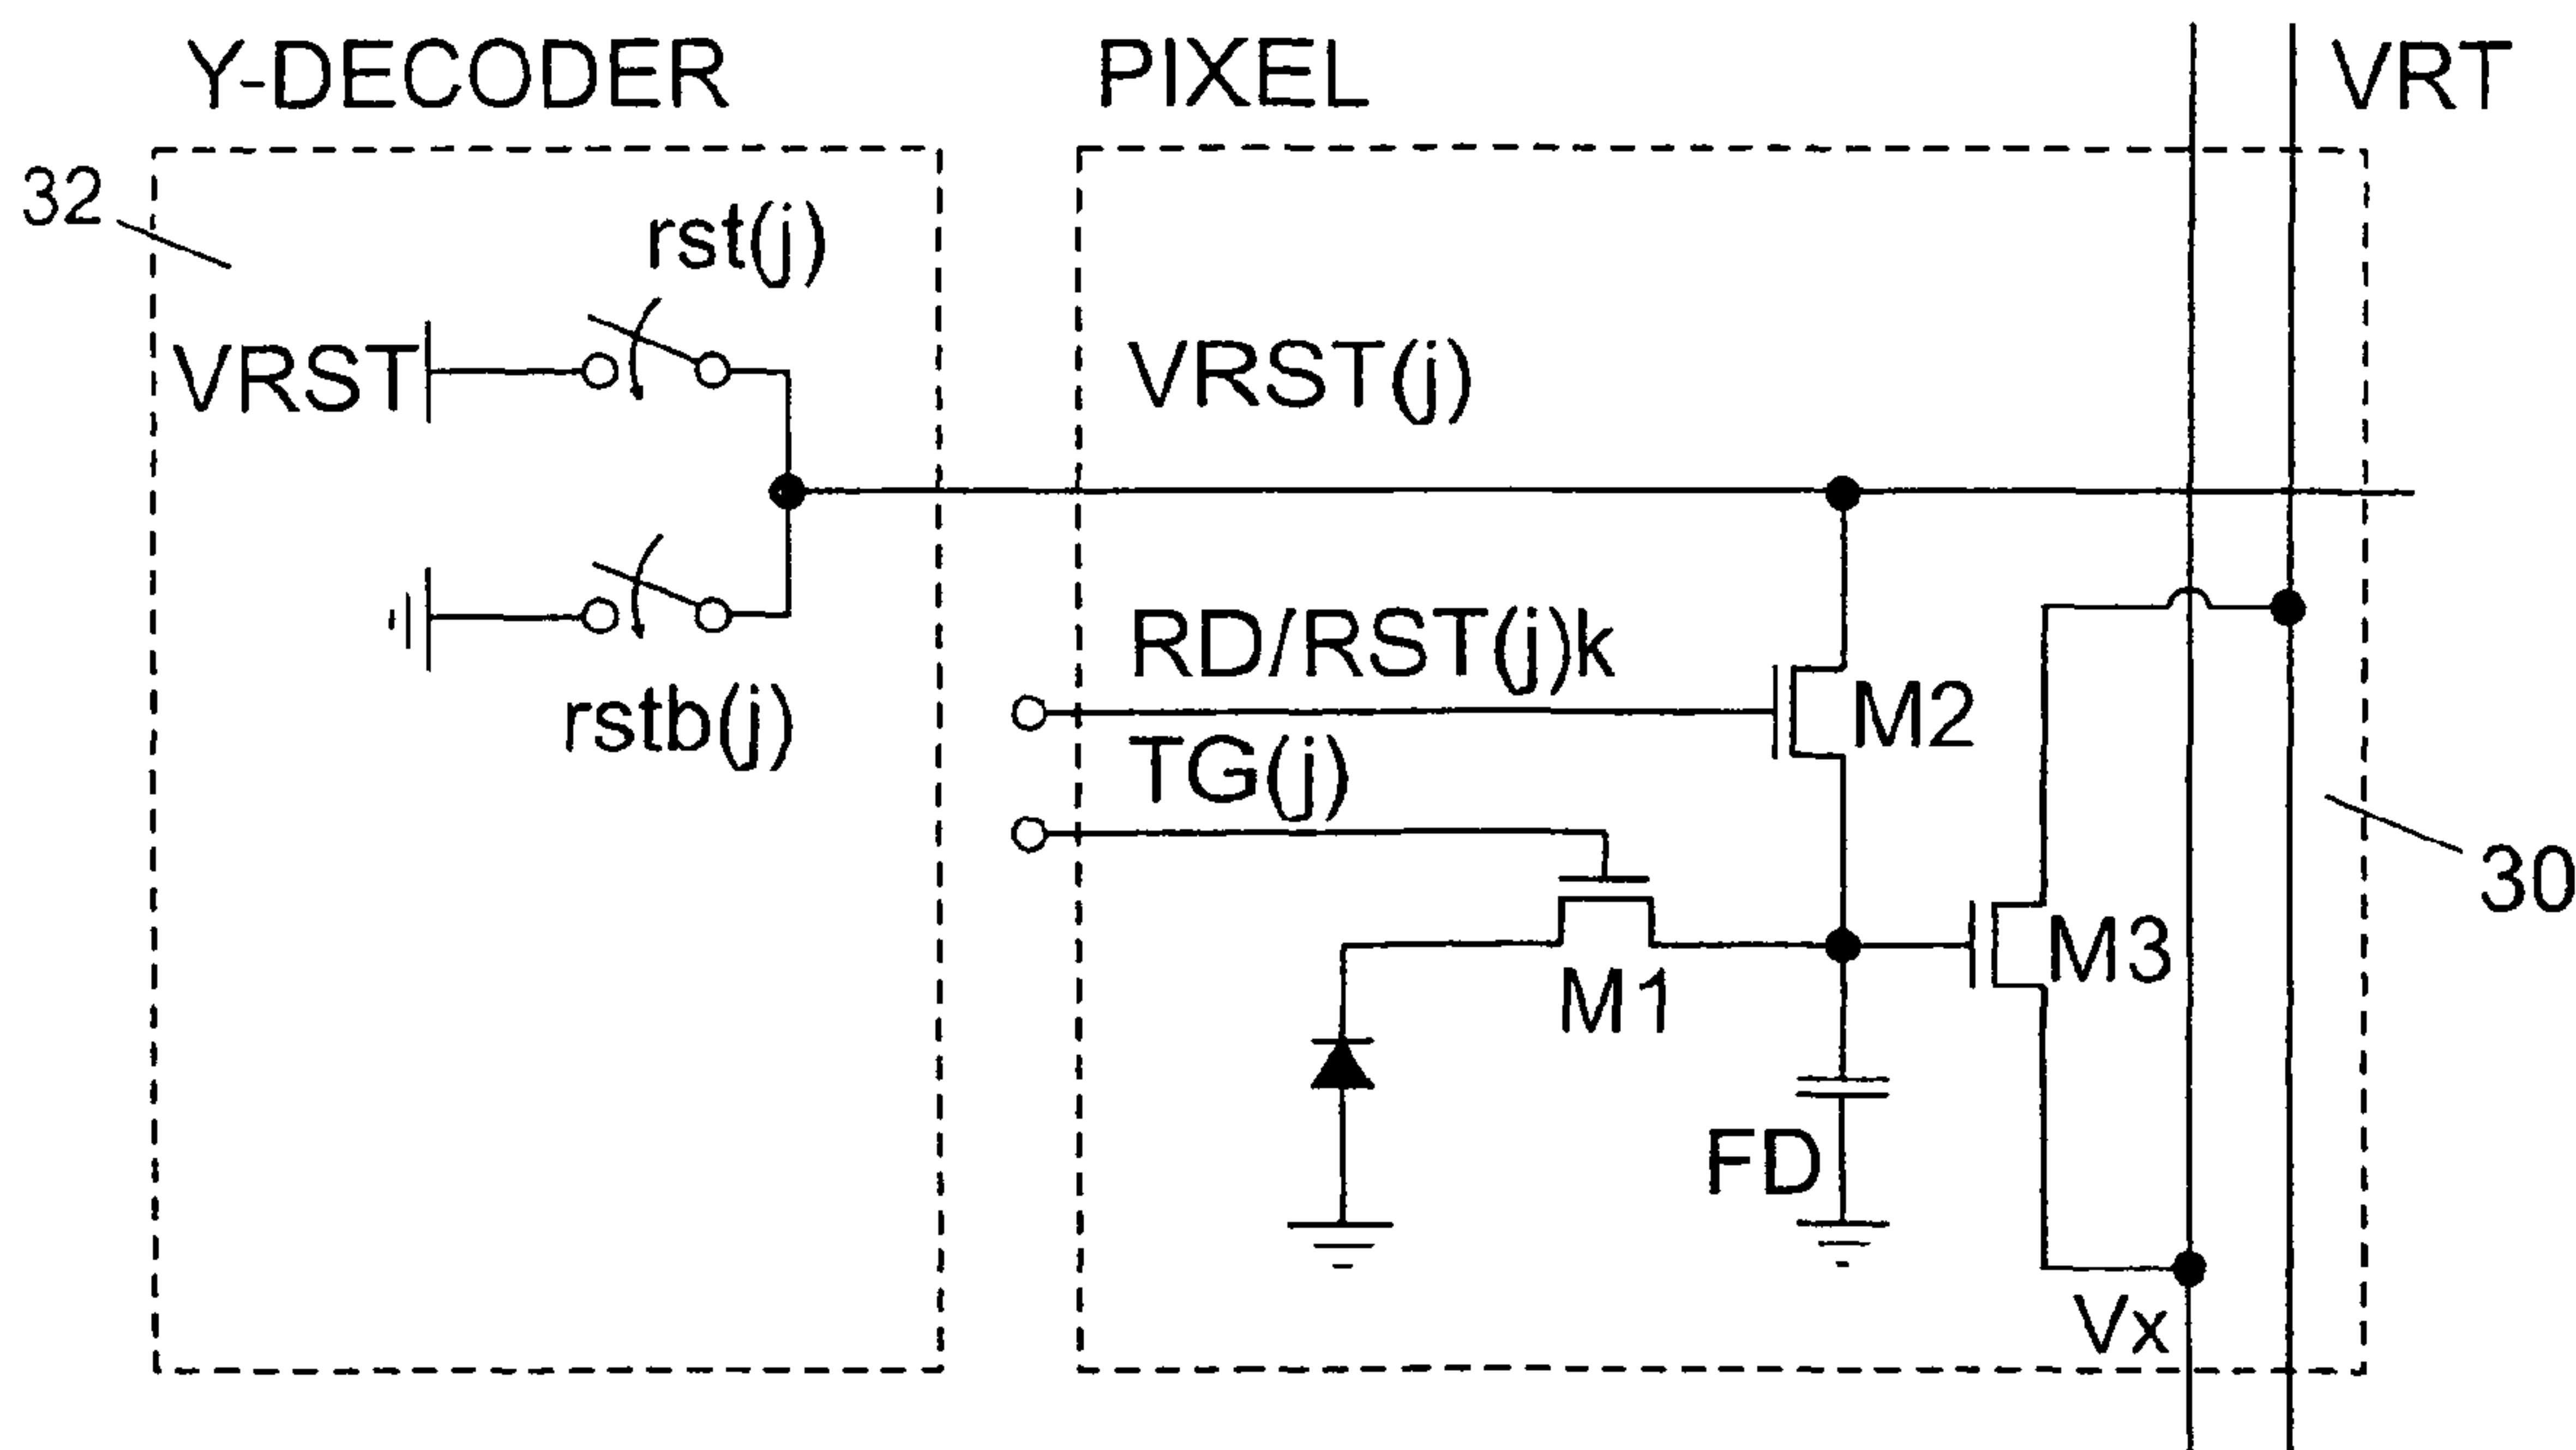 Y-DECODER
PIXEL
VRT
32
rst(j)
VRST
VRST(j)
RD/RST(j)k
rstb(j)
M2
TG(j)
30
M3
M1
FD
Vx